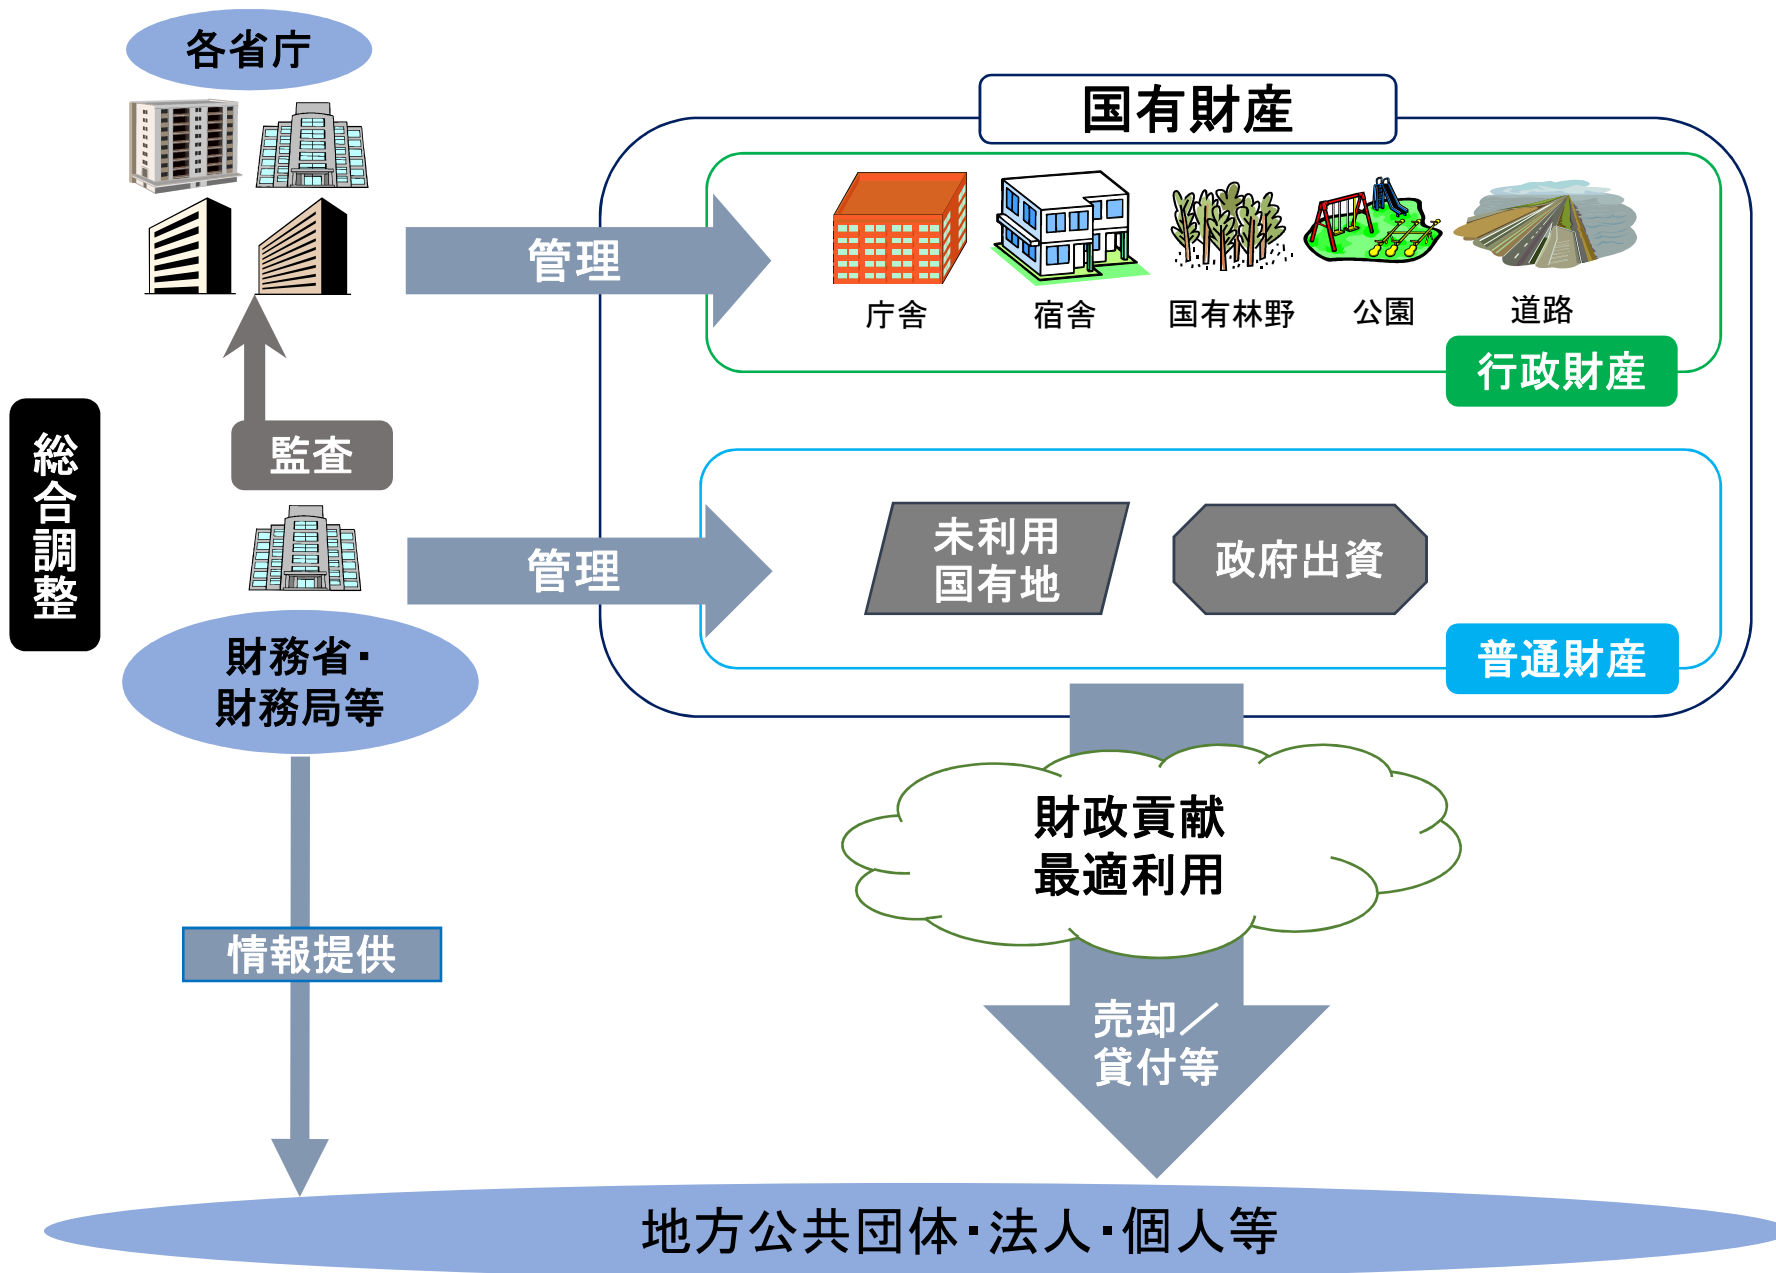 各省庁
国有財産
管理
庁舎
宿舎
国有林野
公園
道路
行政財産
総合調整
監査
管理
未利用
国有地
政府出資
普通財産
財務省・
財務局等
財政貢献
最適利用
情報提供
売却／
貸付等
地方公共団体・法人・個人等